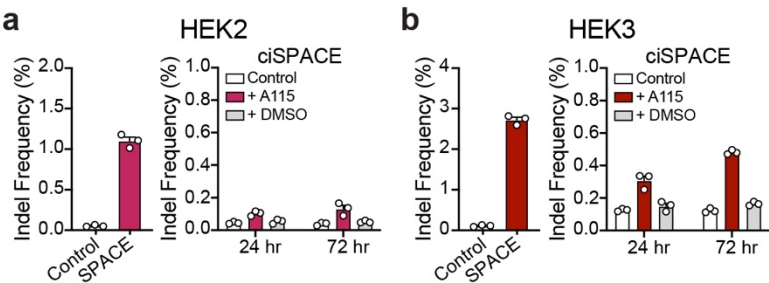 a
HEK2
Indel Frequency (%)
2.0
1.5
1.0
0.5
0.0
Control
SPACE
ciSPACE
Indel Frequency (%)
1.0
0.8
0.6
0.4
0.2
0.0
Control
+ A115
+ DMSO
24 hr
72 hr
b
HEK3
Indel Frequency (%)
4
3
2
1
0
Control
SPACE
ciSPACE
Indel Frequency (%)
1.0
0.8
0.6
0.4
0.2
0.0
Control
+ A115
+ DMSO
24 hr
72 hr